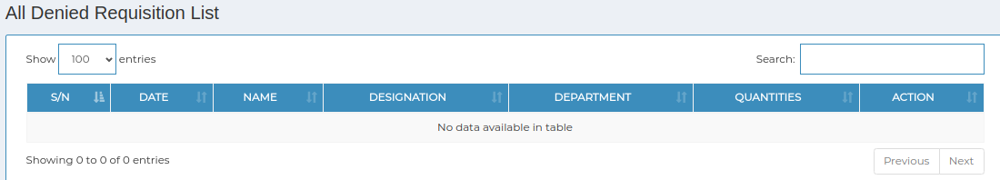 All Denied Requisition List
Show 100 entries Search:
S/N DATE NAME DESIGNATION DEPARTMENT QUANTITIES ACTION
No data available in table
Showing 0 to 0 of 0 entries Previous Next